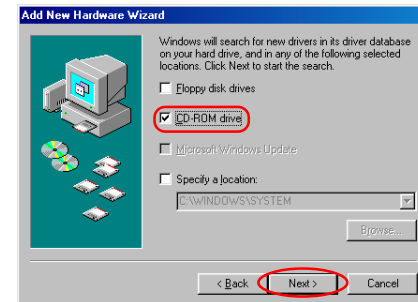 Add New Hardware Wizard
Windows will search for new drivers in its driver database
on your hard drive, and in any of the following selected
locations. Click Next to start the search.
Floppy disk drives
CD-ROM drive
Microsoft Windows Update
Specify a location:
C:\WINDOWS\SYSTEM
Browse...
< Back
Next >
Cancel